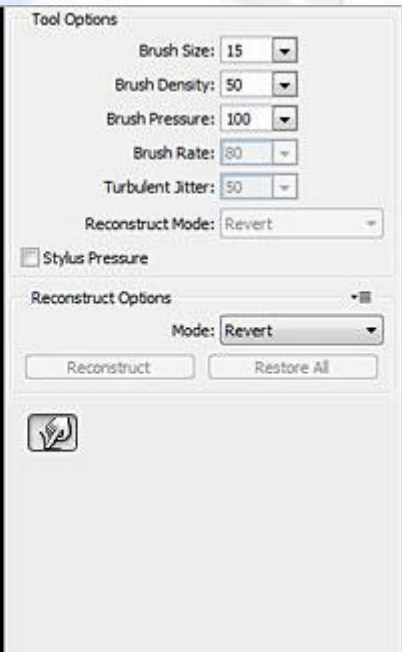 Tool Options
Brush Size: 15
Brush Density: 50
Brush Pressure: 100
Brush Rate: 80
Turbulent Jitter: 50
Reconstruct Mode: Revert
Stylus Pressure
Reconstruct Options
Mode: Revert
Reconstruct Restore All